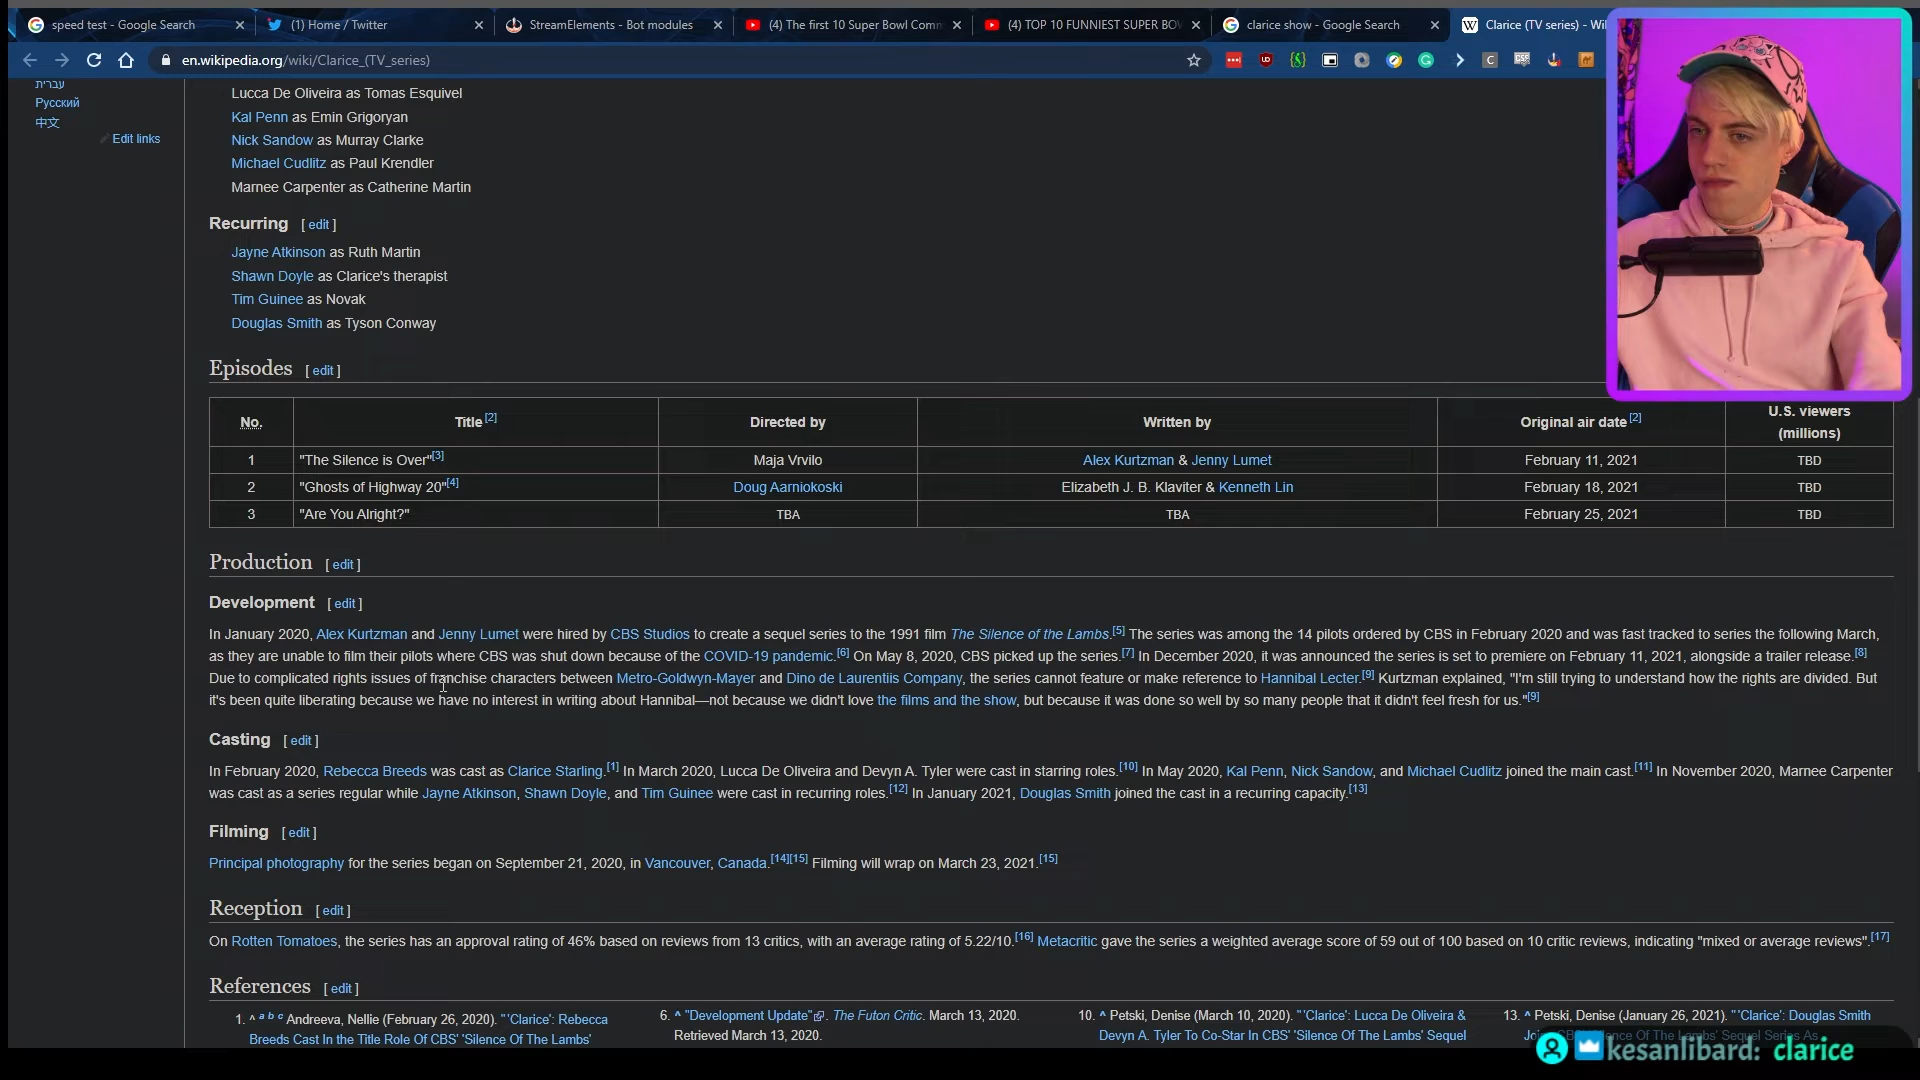 speed test - Google Search
(1) Home / Twitter
StreamElements - Bot modules
(4) The first 10 Super Bowl Comm
(4) TOP 10 FUNNIEST SUPER BOW
clarice show - Google Search
Clarice (TV series) - Wi
en.wikipedia.org/wiki/Clarice_(TV_series)
עברית
Русский
中文
Edit links
Lucca De Oliveira as Tomas Esquivel
Kal Penn as Emin Grigoryan
Nick Sandow as Murray Clarke
Michael Cudlitz as Paul Krendler
Marnee Carpenter as Catherine Martin
Recurring [ edit ]
Jayne Atkinson as Ruth Martin
Shawn Doyle as Clarice's therapist
Tim Guinee as Novak
Douglas Smith as Tyson Conway
Episodes [ edit ]
No. Title[2] Directed by Written by Original air date[2] U.S. viewers
(millions)
1 "The Silence is Over"[3] Maja Vrvilo Alex Kurtzman & Jenny Lumet February 11, 2021 TBD
2 "Ghosts of Highway 20"[4] Doug Aarniokoski Elizabeth J. B. Klaviter & Kenneth Lin February 18, 2021 TBD
3 "Are You Alright?" TBA TBA February 25, 2021 TBD
Production [ edit ]
Development [ edit ]
In January 2020, Alex Kurtzman and Jenny Lumet were hired by CBS Studios to create a sequel series to the 1991 film The Silence of the Lambs.[5] The series was among the 14 pilots ordered by CBS in February 2020 and was fast tracked to series the following March,
as they are unable to film their pilots where CBS was shut down because of the COVID-19 pandemic.[6] On May 8, 2020, CBS picked up the series.[7] In December 2020, it was announced the series is set to premiere on February 11, 2021, alongside a trailer release.[8]
Due to complicated rights issues of franchise characters between Metro-Goldwyn-Mayer and Dino de Laurentiis Company, the series cannot feature or make reference to Hannibal Lecter.[9] Kurtzman explained, "I'm still trying to understand how the rights are divided. But
it's been quite liberating because we have no interest in writing about Hannibal—not because we didn't love the films and the show, but because it was done so well by so many people that it didn't feel fresh for us."[9]
Casting [ edit ]
In February 2020, Rebecca Breeds was cast as Clarice Starling.[1] In March 2020, Lucca De Oliveira and Devyn A. Tyler were cast in starring roles.[10] In May 2020, Kal Penn, Nick Sandow, and Michael Cudlitz joined the main cast.[11] In November 2020, Marnee Carpenter
was cast as a series regular while Jayne Atkinson, Shawn Doyle, and Tim Guinee were cast in recurring roles.[12] In January 2021, Douglas Smith joined the cast in a recurring capacity.[13]
Filming [ edit ]
Principal photography for the series began on September 21, 2020, in Vancouver, Canada.[14][15] Filming will wrap on March 23, 2021.[15]
Reception [ edit ]
On Rotten Tomatoes, the series has an approval rating of 46% based on reviews from 13 critics, with an average rating of 5.22/10.[16] Metacritic gave the series a weighted average score of 59 out of 100 based on 10 critic reviews, indicating "mixed or average reviews".[17]
References [ edit ]
1. ^ a b c Andreeva, Nellie (February 26, 2020). "'Clarice': Rebecca
Breeds Cast In the Title Role Of CBS' 'Silence Of The Lambs'
6. ^ "Development Update". The Futon Critic. March 13, 2020.
Retrieved March 13, 2020.
10. ^ Petski, Denise (March 10, 2020). "'Clarice': Lucca De Oliveira &
Devyn A. Tyler To Co-Star In CBS' 'Silence Of The Lambs' Sequel
13. ^ Petski, Denise (January 26, 2021). "'Clarice': Douglas Smith
Of The Lambs' Sequel Series As
kesanlibard: clarice